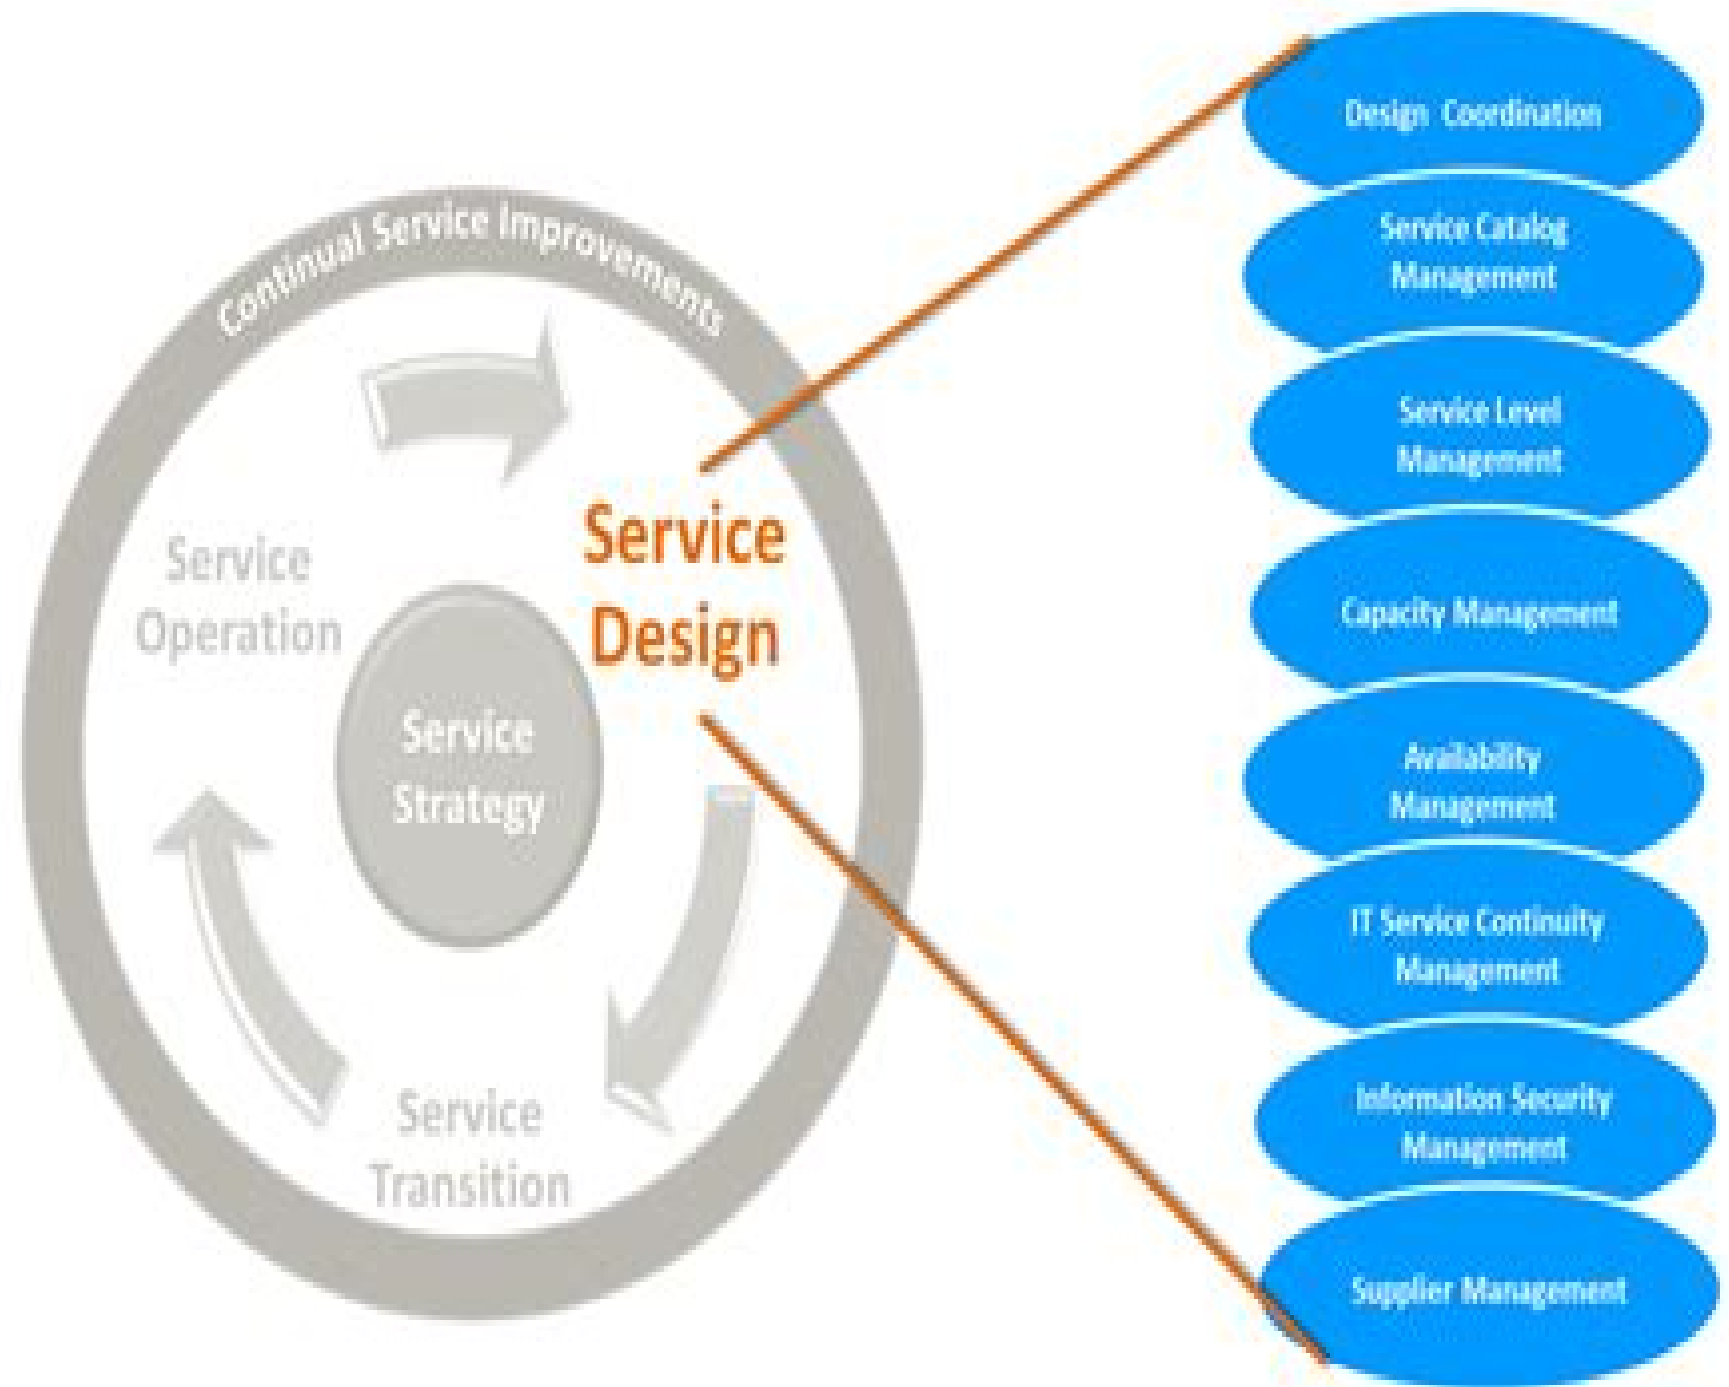 Continual Service Improvements
Service
Operation
Service
Design
Service
Strategy
Service
Transition
Design Coordination
Service Catalog
Management
Service Level
Management
Capacity Management
Availability
Management
IT Service Continuity
Management
Information Security
Management
Supplier Management